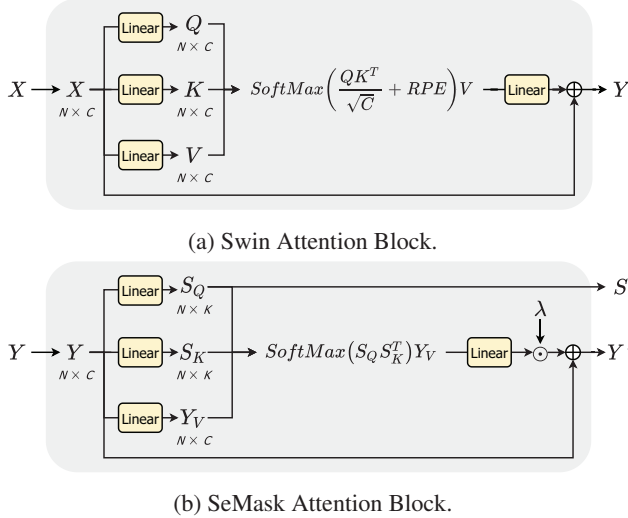 Linear Q
N × C
X X Linear K SoftMax(QK^T/√C + RPE)V Linear ⊕ Y
N × C N × C
Linear V
N × C
(a) Swin Attention Block.
Linear S_Q S
N × K
λ
Y Y Linear S_K SoftMax(S_Q S_K^T)Y_V Linear ⊙ ⊕ Y
N × C N × K
Linear Y_V
N × C
(b) SeMask Attention Block.